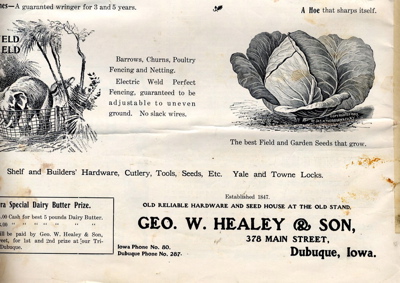 nes—A guaranteed wringer for 3 and 5 years.
A Hoe that sharps itself.
ELD
ELD
Barrows, Churns, Poultry
Fencing and Netting.
Electric Weld Perfect
Fencing, guaranteed to be
adjustable to uneven
ground. No slack wires.
The best Field and Garden Seeds that grow.
Shelf and Builders' Hardware, Cutlery, Tools, Seeds, Etc. Yale and Towne Locks.
ra Special Dairy Butter Prize.
.00 Cash for best 5 pounds Dairy Butter.
.00 " " " " " "
ill be paid by Geo. W. Healey & Son,
eet, for 1st and 2nd prize at our Tri-
Dubuque.
Established 1847.
OLD RELIABLE HARDWARE AND SEED HOUSE AT THE OLD STAND.
GEO. W. HEALEY & SON,
378 MAIN STREET,
Iowa Phone No. 80.
Dubuque Phone No. 287.
Dubuque, Iowa.